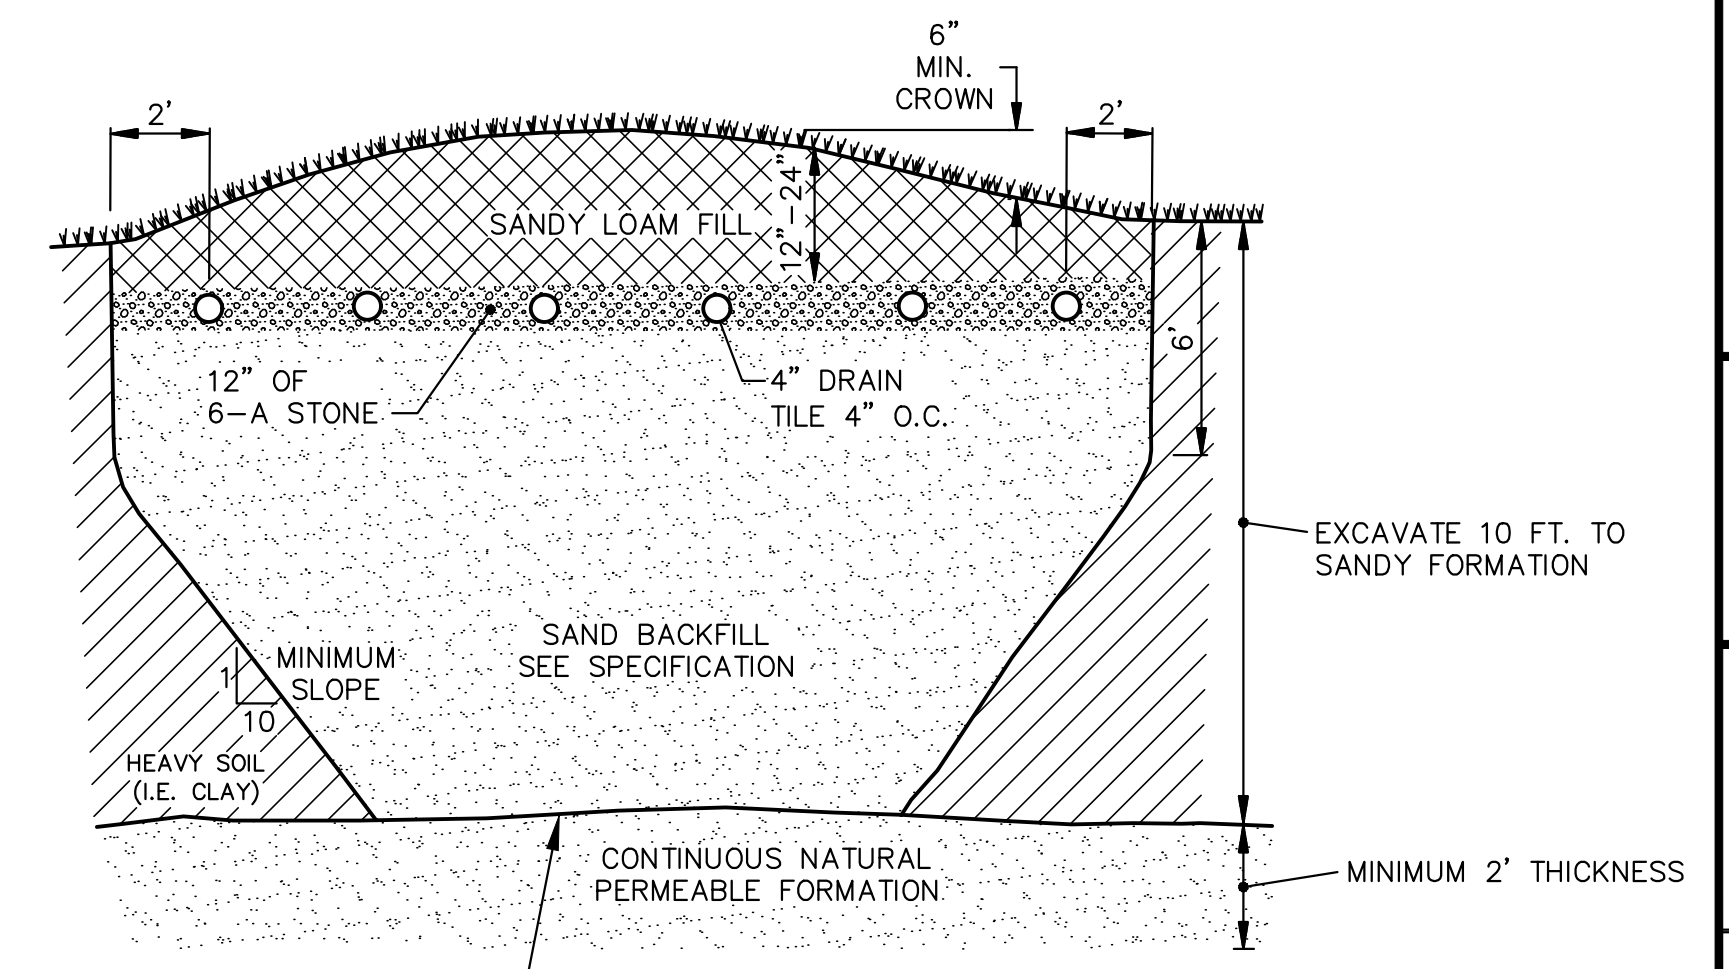 6”
MIN.
CROWN
2’
2’
12”–24”
SANDY LOAM FILL
6’
12” OF
6–A STONE
4” DRAIN
TILE 4” O.C.
EXCAVATE 10 FT. TO
SANDY FORMATION
SAND BACKFILL
SEE SPECIFICATION
MINIMUM
SLOPE
1
10
HEAVY SOIL
(I.E. CLAY)
CONTINUOUS NATURAL
PERMEABLE FORMATION
MINIMUM 2’ THICKNESS